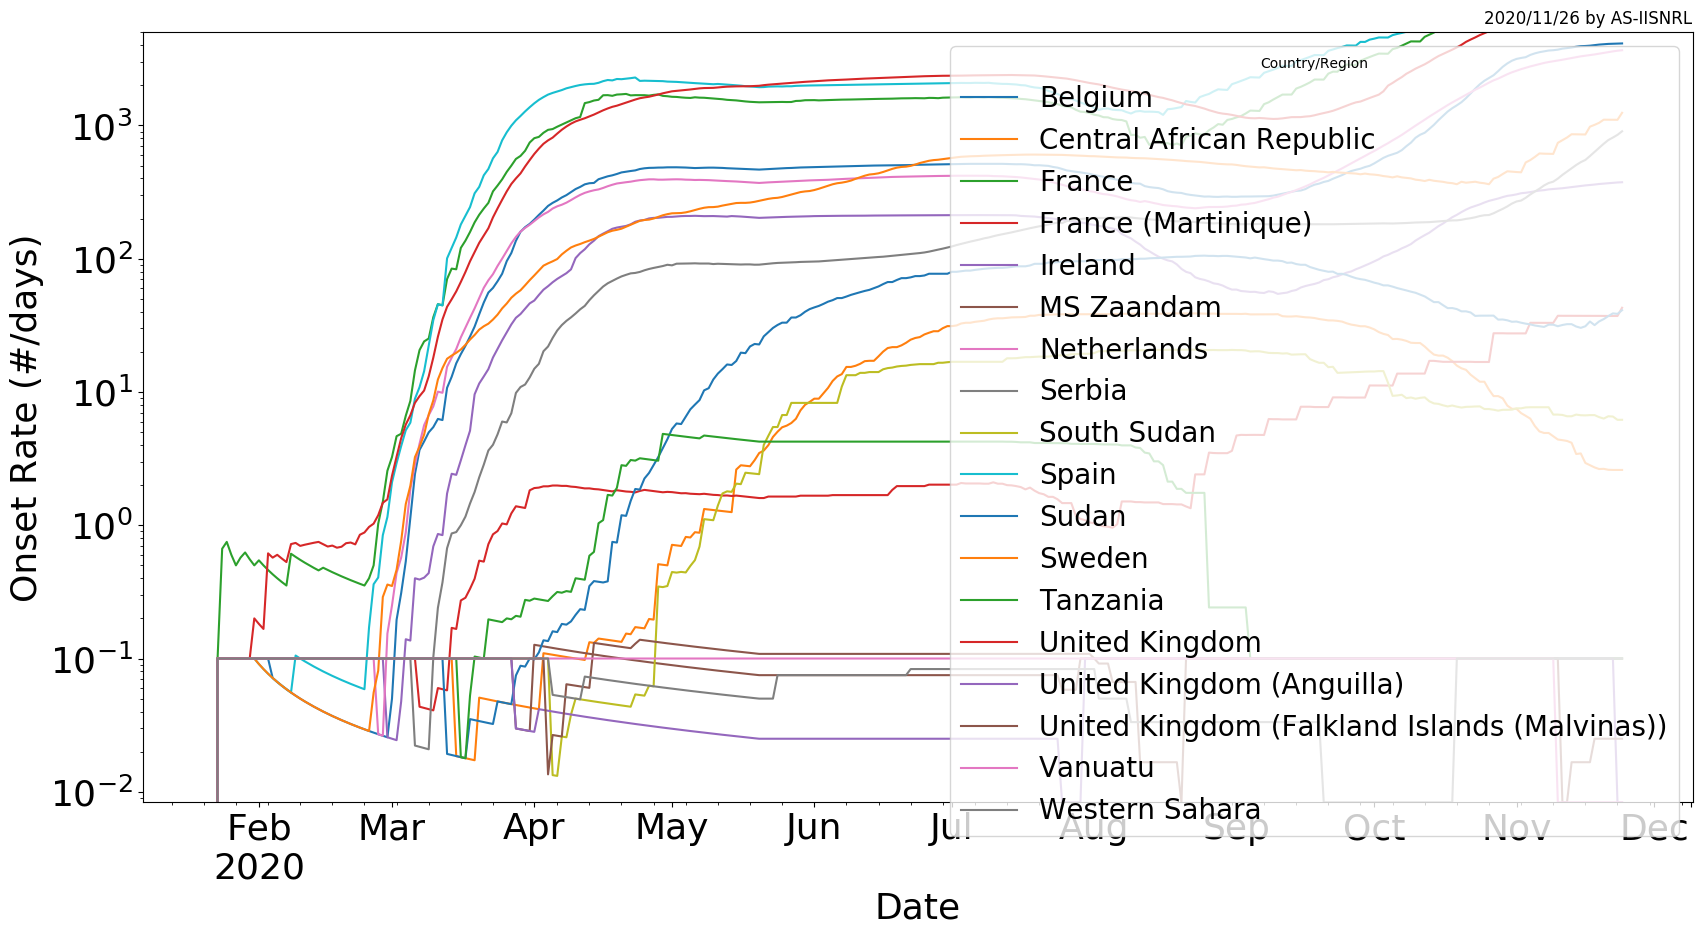 2020/11/26 by AS-IISNRL
Onset Rate (#/days)
10³
10²
10¹
10⁰
10⁻¹
10⁻²
Country/Region
Belgium
Central African Republic
France
France (Martinique)
Ireland
MS Zaandam
Netherlands
Serbia
South Sudan
Spain
Sudan
Sweden
Tanzania
United Kingdom
United Kingdom (Anguilla)
United Kingdom (Falkland Islands (Malvinas))
Vanuatu
Western Sahara
Feb Mar Apr May Jun Jul Aug Sep Oct Nov Dec
2020
Date